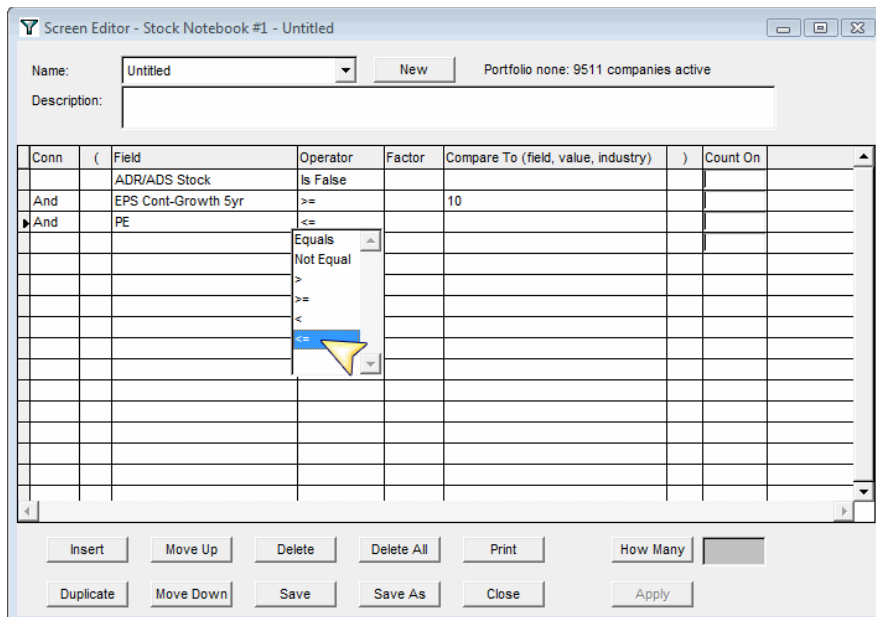 Screen Editor - Stock Notebook #1 - Untitled
Name: Untitled New Portfolio none: 9511 companies active
Description:
Conn ( Field Operator Factor Compare To (field, value, industry) ) Count On
ADR/ADS Stock Is False
And EPS Cont-Growth 5yr >= 10
And PE <=
Equals
Not Equal
>
>=
<
<=
Insert Move Up Delete Delete All Print How Many
Duplicate Move Down Save Save As Close Apply